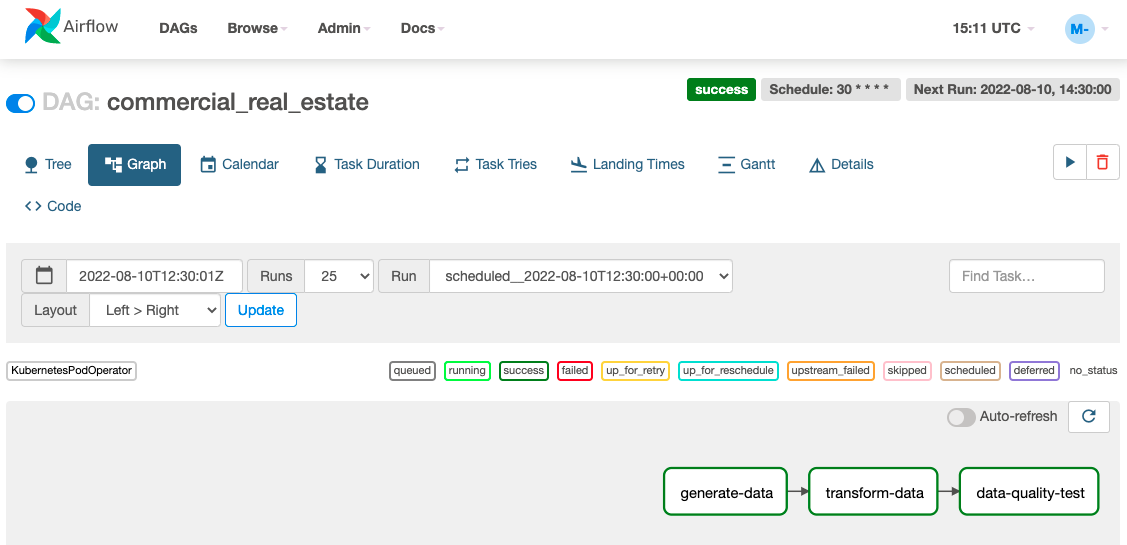 Airflow DAGs Browse Admin Docs 15:11 UTC M-
DAG: commercial_real_estate success Schedule: 30 * * * * Next Run: 2022-08-10, 14:30:00
Tree Graph Calendar Task Duration Task Tries Landing Times Gantt Details
Code
2022-08-10T12:30:01Z Runs 25 Run scheduled__2022-08-10T12:30:00+00:00 Find Task...
Layout Left > Right Update
KubernetesPodOperator queued running success failed up_for_retry up_for_reschedule upstream_failed skipped scheduled deferred no_status
Auto-refresh
generate-data transform-data data-quality-test